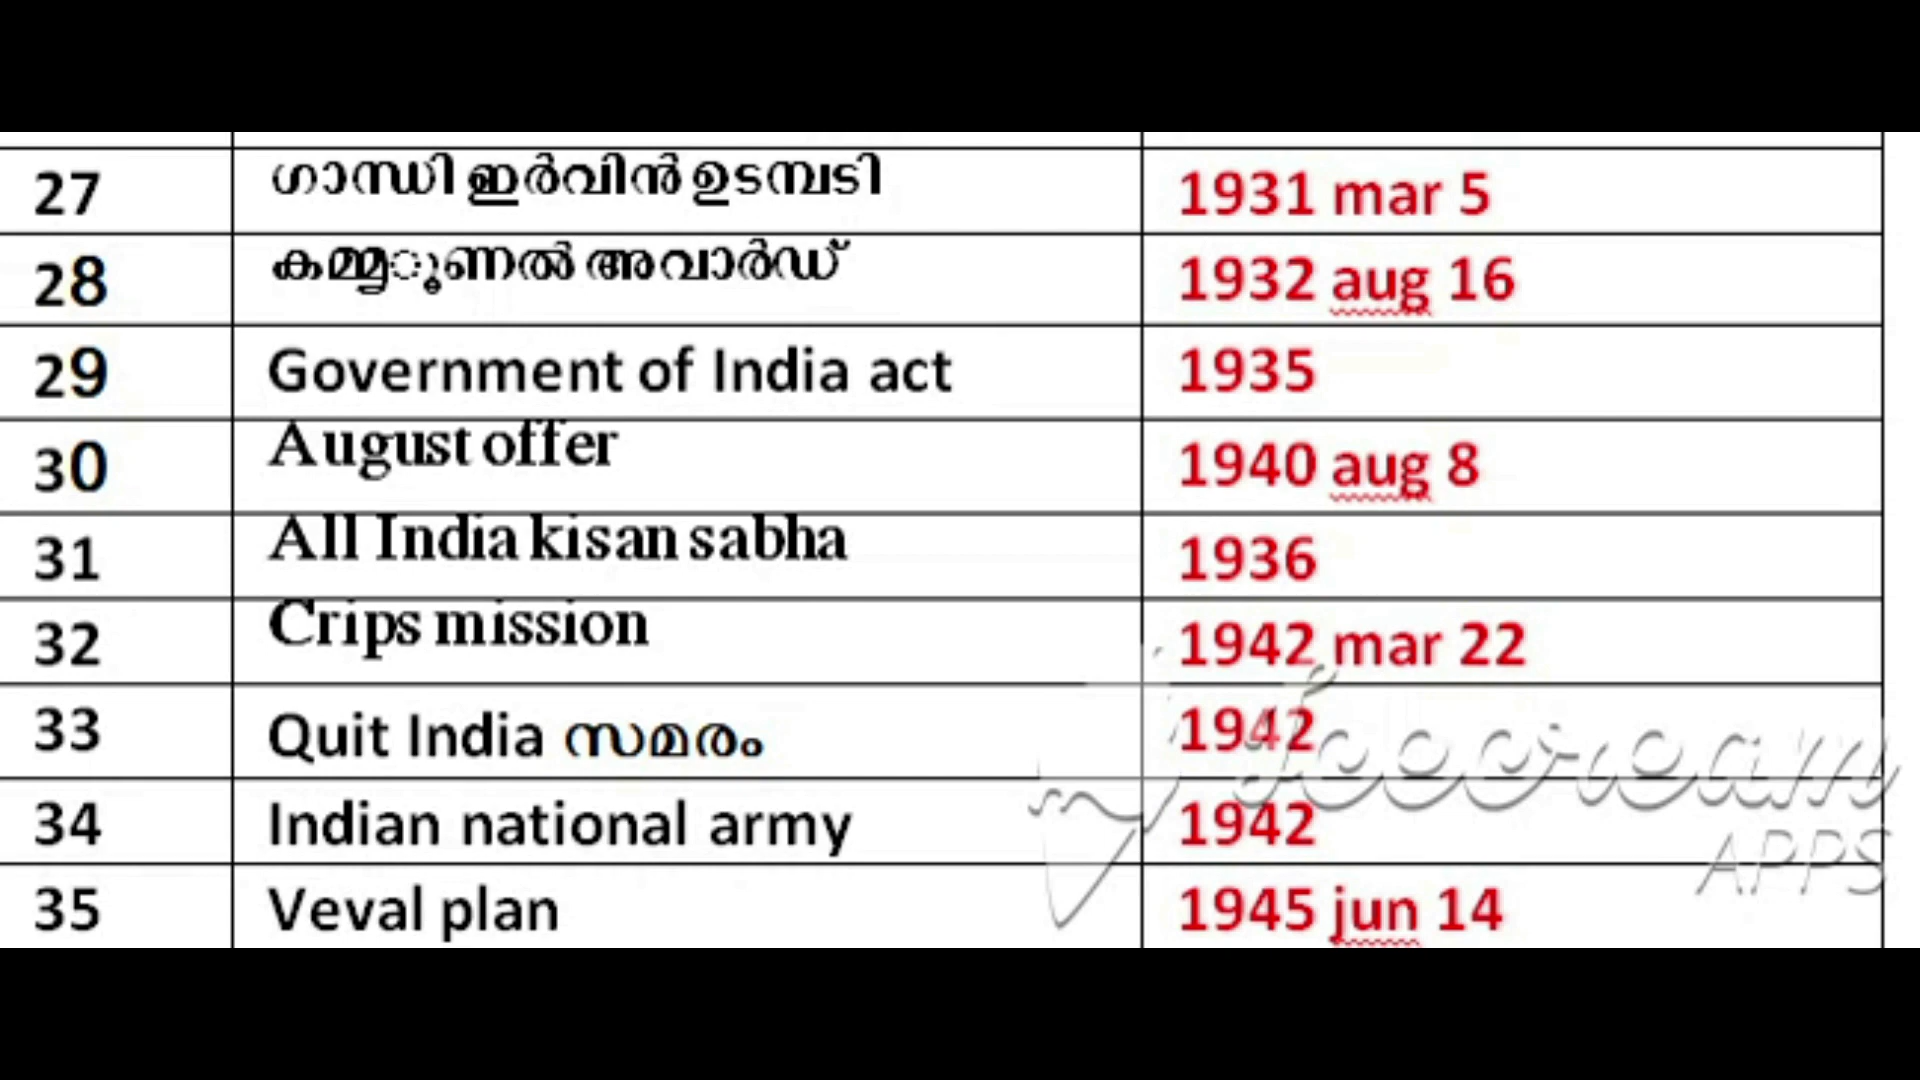 27 ഗാന്ധി ഇർവിൻ ഉടമ്പടി 1931 mar 5
28 കമ്മ്യൂണൽ അവാർഡ് 1932 aug 16
29 Government of India act 1935
30 August offer 1940 aug 8
31 All India kisan sabha 1936
32 Crips mission 1942 mar 22
33 Quit India സമരം 1942
34 Indian national army 1942
35 Veval plan 1945 jun 14
APPS